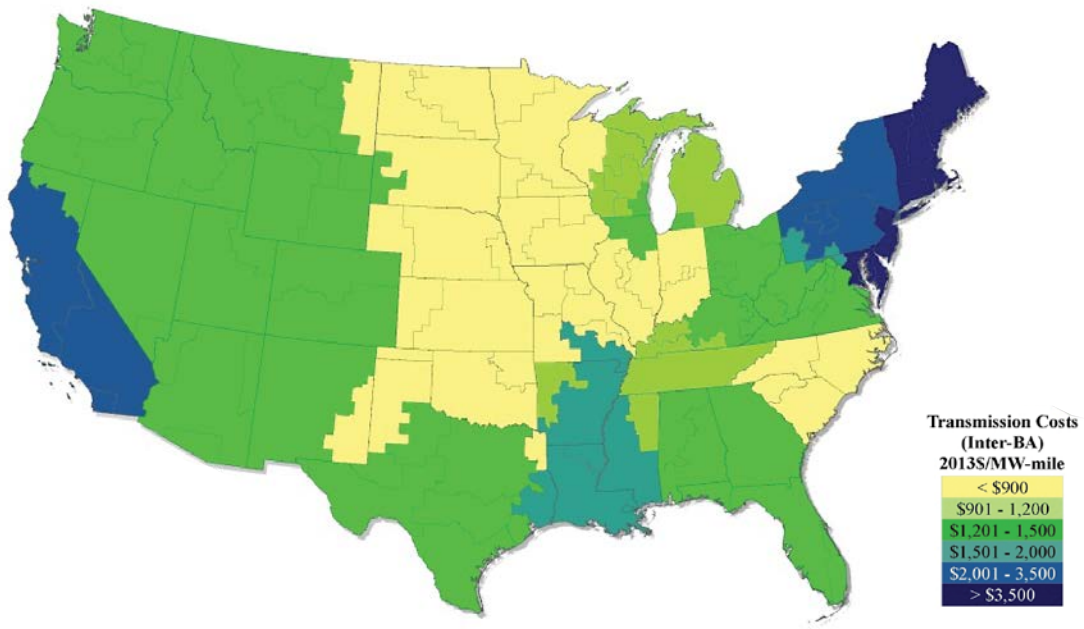 Transmission Costs
(Inter-BA)
2013$/MW-mile
< $900
$901 - 1,200
$1,201 - 1,500
$1,501 - 2,000
$2,001 - 3,500
> $3,500